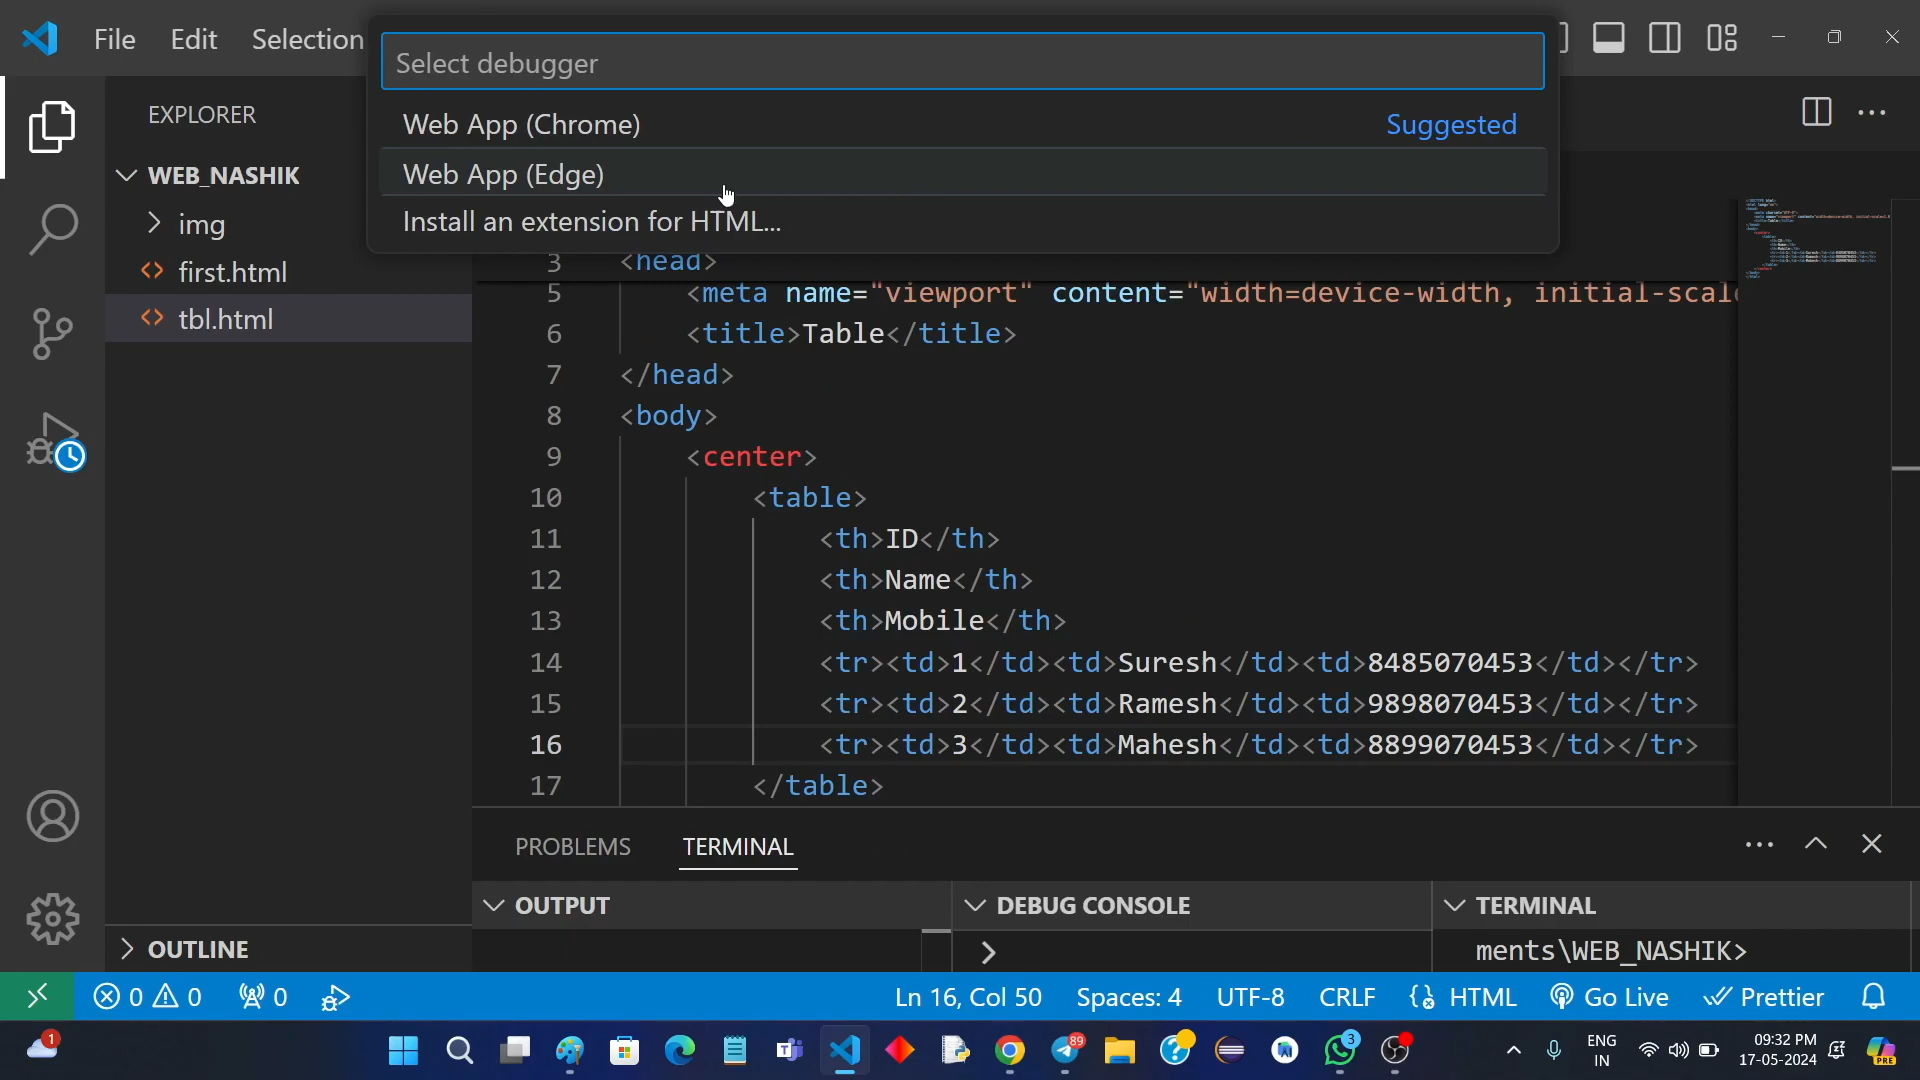 File Edit Selection
Select debugger
Web App (Chrome) Suggested
Web App (Edge)
Install an extension for HTML...
EXPLORER
WEB_NASHIK
img
first.html
tbl.html
OUTLINE
3 <head>
5 <meta name="viewport" content="width=device-width, initial-scal
6 <title>Table</title>
7 </head>
8 <body>
9 <center>
10 <table>
11 <th>ID</th>
12 <th>Name</th>
13 <th>Mobile</th>
14 <tr><td>1</td><td>Suresh</td><td>8485070453</td></tr>
15 <tr><td>2</td><td>Ramesh</td><td>9898070453</td></tr>
16 <tr><td>3</td><td>Mahesh</td><td>8899070453</td></tr>
17 </table>
PROBLEMS TERMINAL
OUTPUT DEBUG CONSOLE TERMINAL
ments\WEB_NASHIK>
0 0 0 Ln 16, Col 50 Spaces: 4 UTF-8 CRLF HTML Go Live Prettier
1 89 3 ENG 09:32 PM
IN 17-05-2024 PRE